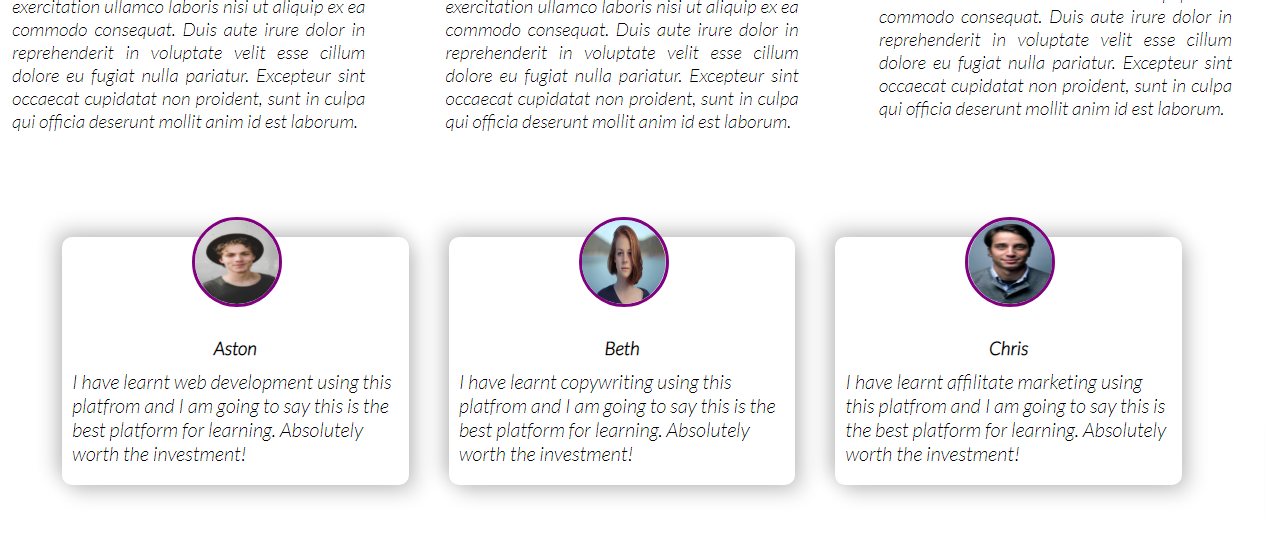 exercitation ullamco laboris nisi ut aliquip ex ea
commodo consequat. Duis aute irure dolor in
reprehenderit in voluptate velit esse cillum
dolore eu fugiat nulla pariatur. Excepteur sint
occaecat cupidatat non proident, sunt in culpa
qui officia deserunt mollit anim id est laborum.
exercitation ullamco laboris nisi ut aliquip ex ea
commodo consequat. Duis aute irure dolor in
reprehenderit in voluptate velit esse cillum
dolore eu fugiat nulla pariatur. Excepteur sint
occaecat cupidatat non proident, sunt in culpa
qui officia deserunt mollit anim id est laborum.
commodo consequat. Duis aute irure dolor in
reprehenderit in voluptate velit esse cillum
dolore eu fugiat nulla pariatur. Excepteur sint
occaecat cupidatat non proident, sunt in culpa
qui officia deserunt mollit anim id est laborum.
Aston
I have learnt web development using this
platfrom and I am going to say this is the
best platform for learning. Absolutely
worth the investment!
Beth
I have learnt copywriting using this
platfrom and I am going to say this is the
best platform for learning. Absolutely
worth the investment!
Chris
I have learnt affilitate marketing using
this platfrom and I am going to say this is
the best platform for learning. Absolutely
worth the investment!